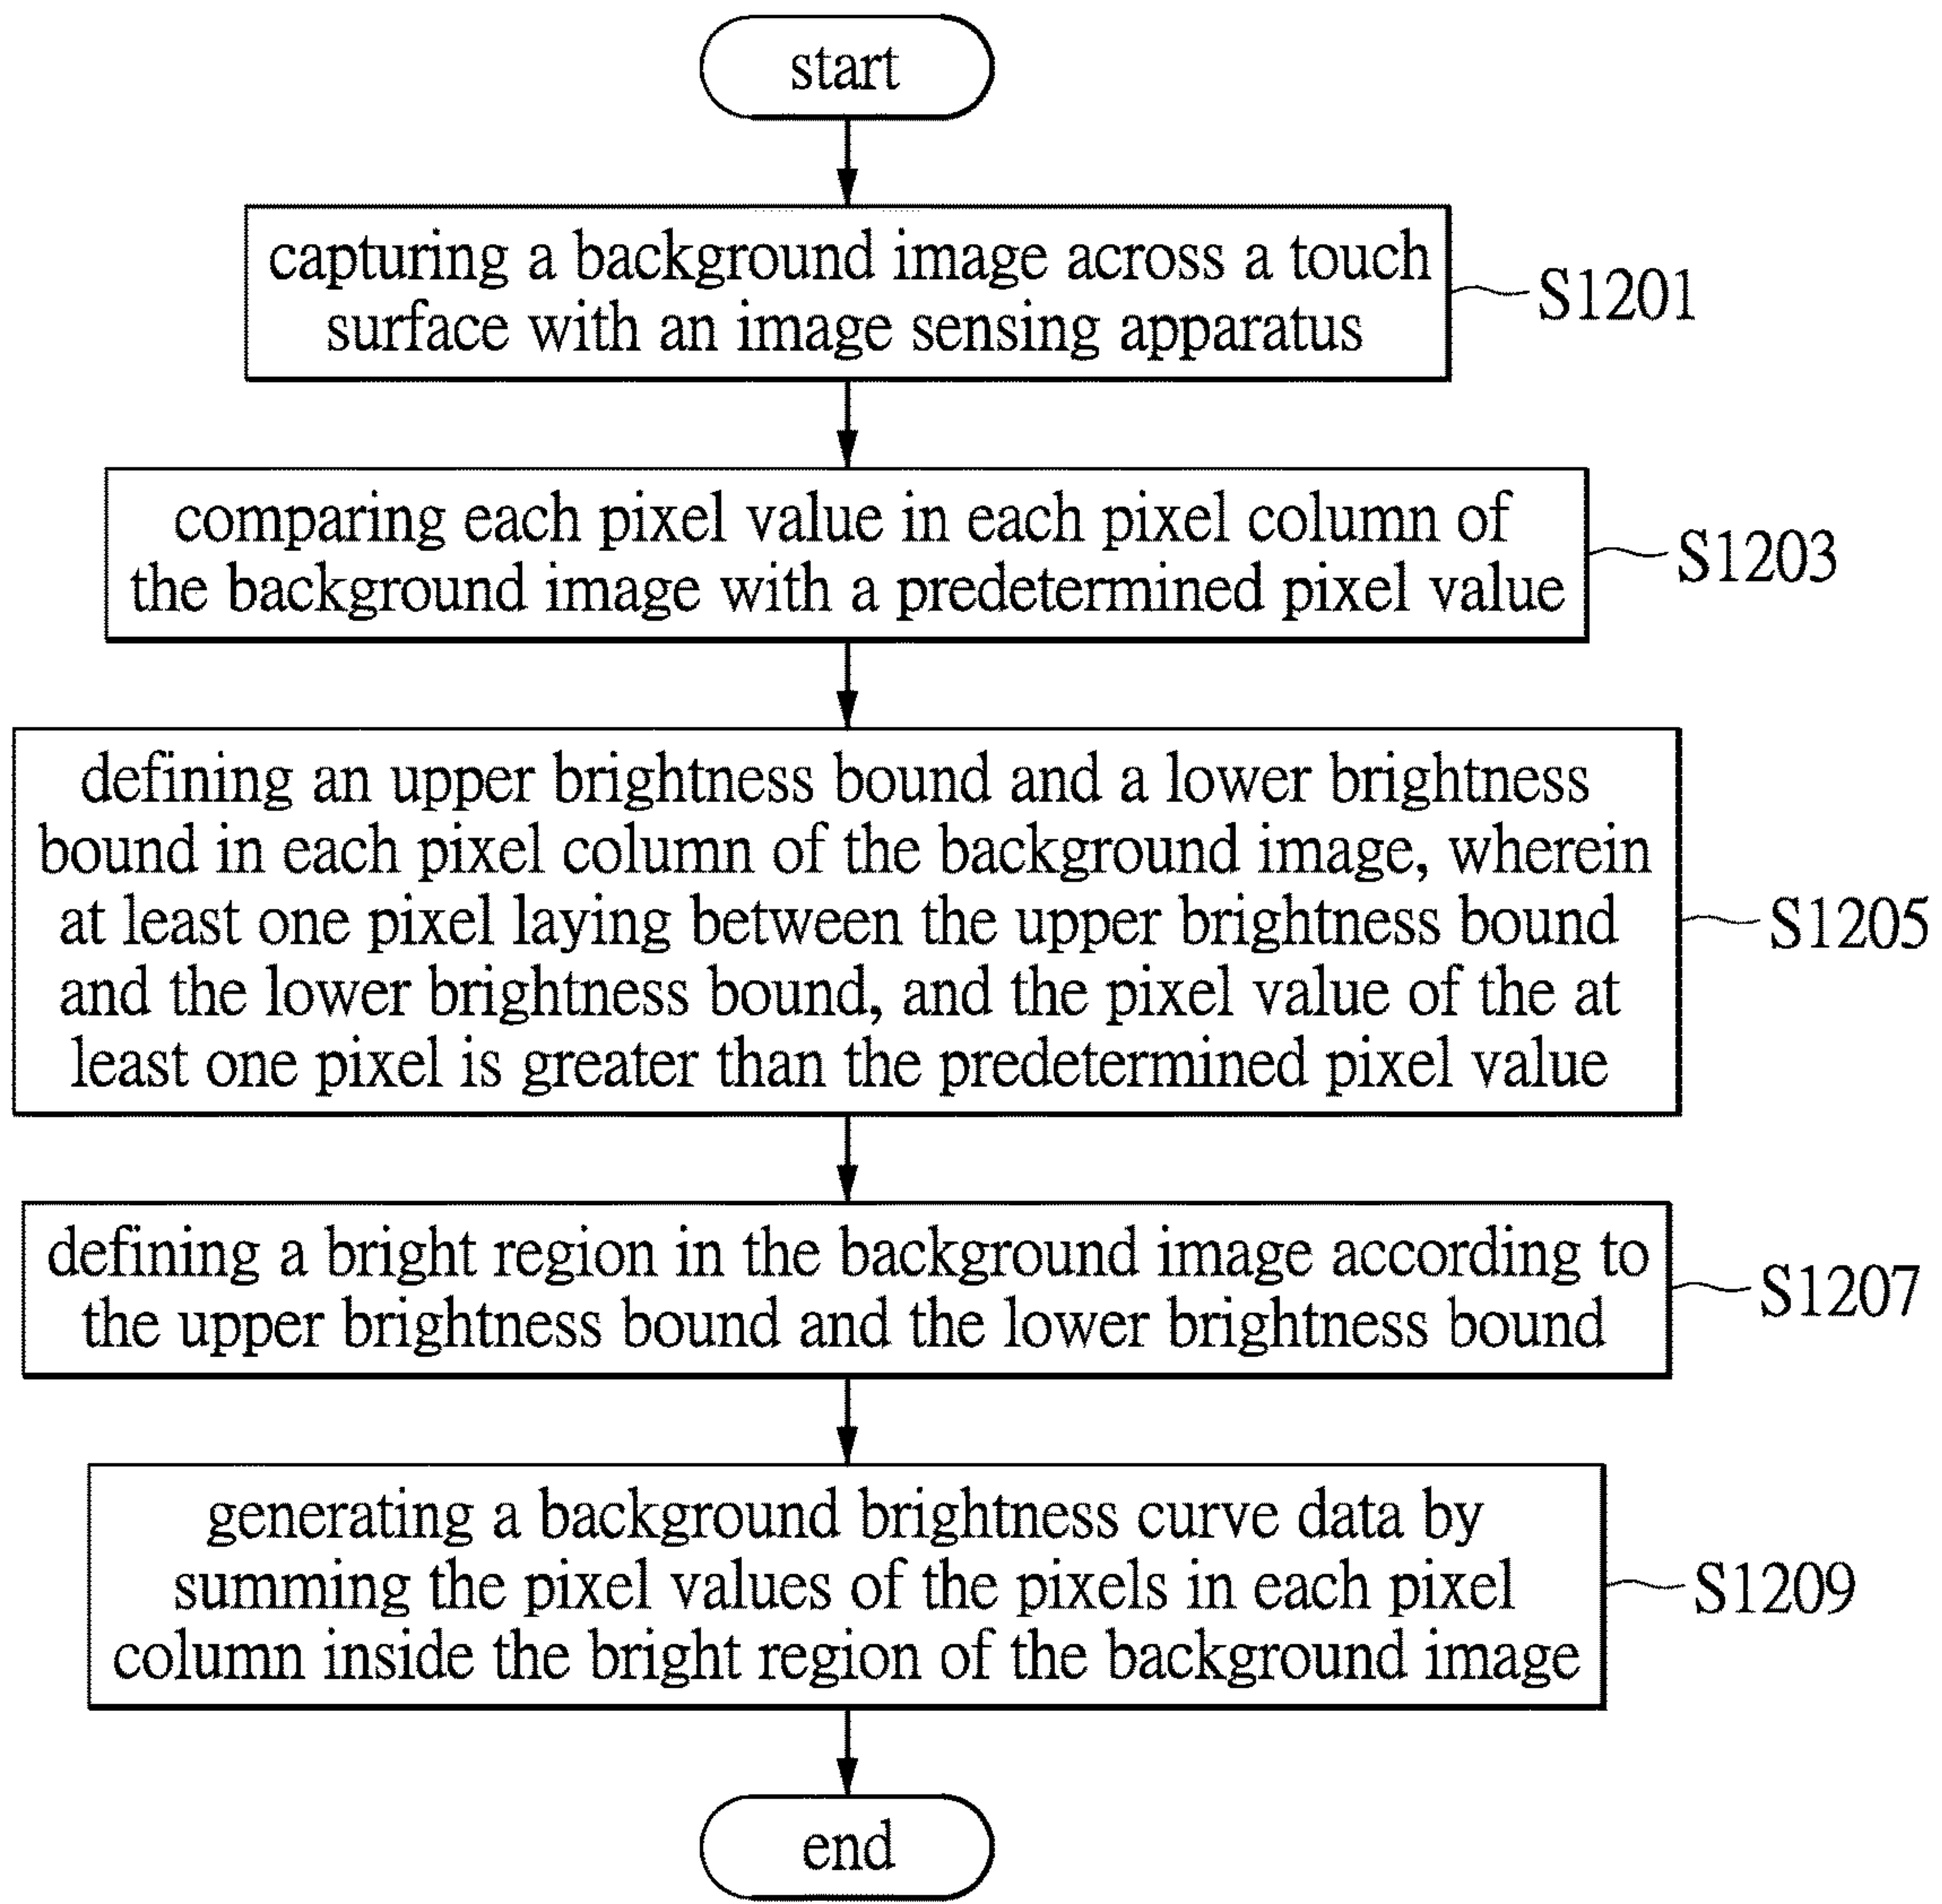 start
capturing a background image across a touch
surface with an image sensing apparatus
S1201
comparing each pixel value in each pixel column of
the background image with a predetermined pixel value
S1203
defining an upper brightness bound and a lower brightness
bound in each pixel column of the background image, wherein
at least one pixel laying between the upper brightness bound
and the lower brightness bound, and the pixel value of the at
least one pixel is greater than the predetermined pixel value
S1205
defining a bright region in the background image according to
the upper brightness bound and the lower brightness bound
S1207
generating a background brightness curve data by
summing the pixel values of the pixels in each pixel
column inside the bright region of the background image
S1209
end